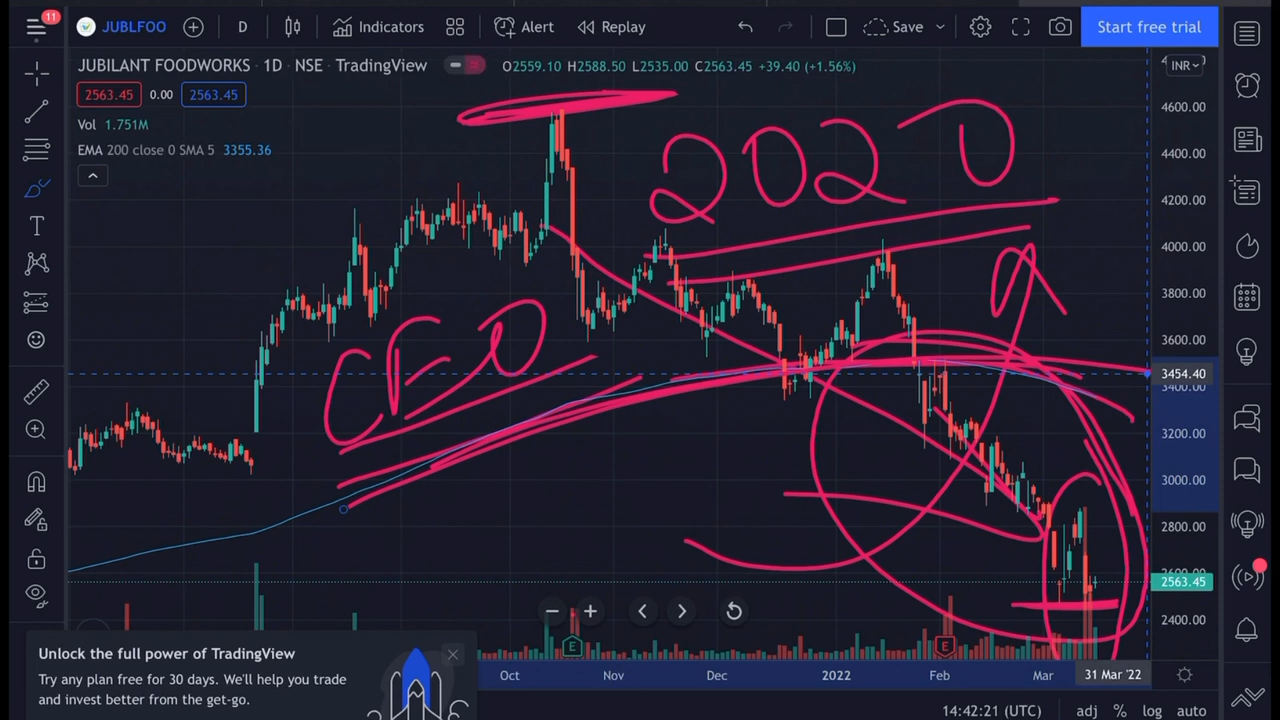 11
JUBLFOO
D
Indicators
Alert
Replay
Save
Start free trial
JUBILANT FOODWORKS · 1D · NSE · TradingView
O2559.10 H2588.50 L2535.00 C2563.45 +39.40 (+1.56%)
INR
2563.45 0.00 2563.45
Vol 1.751M
EMA 200 close 0 SMA 5 3355.36
2020
CEO
4600.00
4400.00
4200.00
4000.00
3800.00
3600.00
3454.40
3400.00
3200.00
3000.00
2800.00
2600.00
2563.45
2400.00
E
E
Oct Nov Dec 2022 Feb Mar 31 Mar '22
Unlock the full power of TradingView
Try any plan free for 30 days. We'll help you trade
and invest better from the get-go.
14:42:21 (UTC) adj % log auto